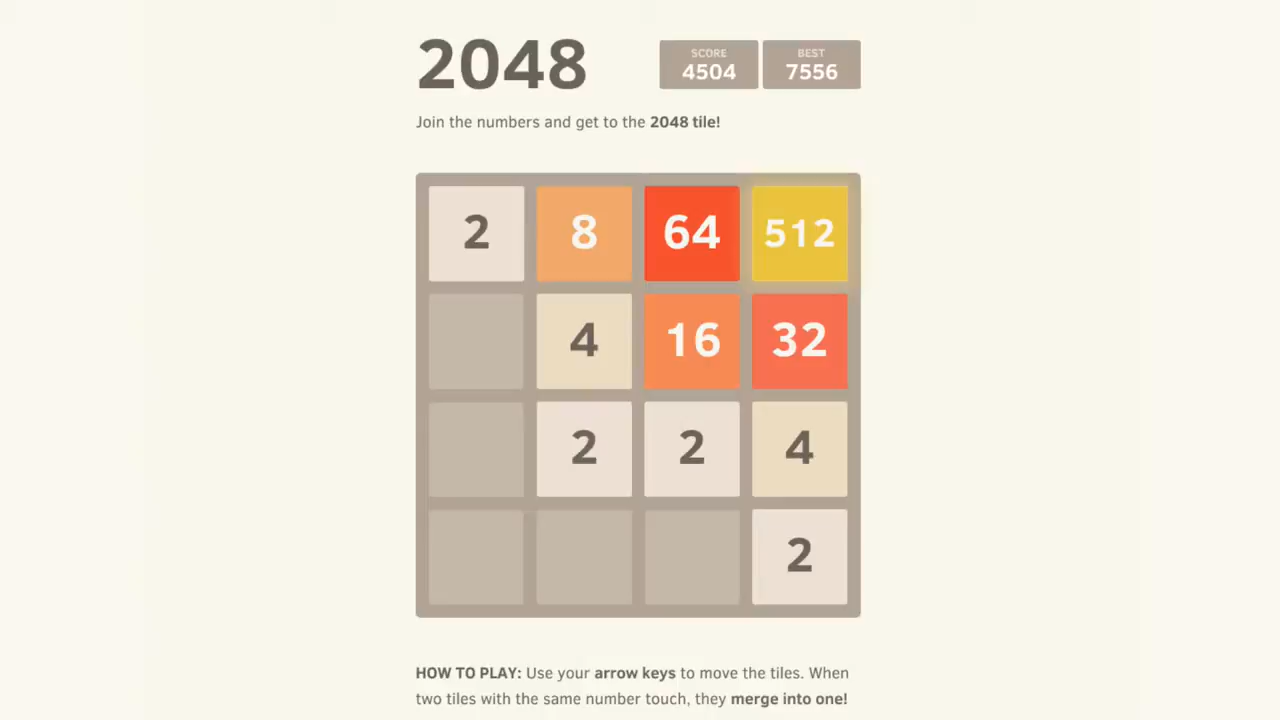 2048
SCORE
4504
BEST
7556
Join the numbers and get to the 2048 tile!
2 8 64 512
4 16 32
2 2 4
2
HOW TO PLAY: Use your arrow keys to move the tiles. When
two tiles with the same number touch, they merge into one!